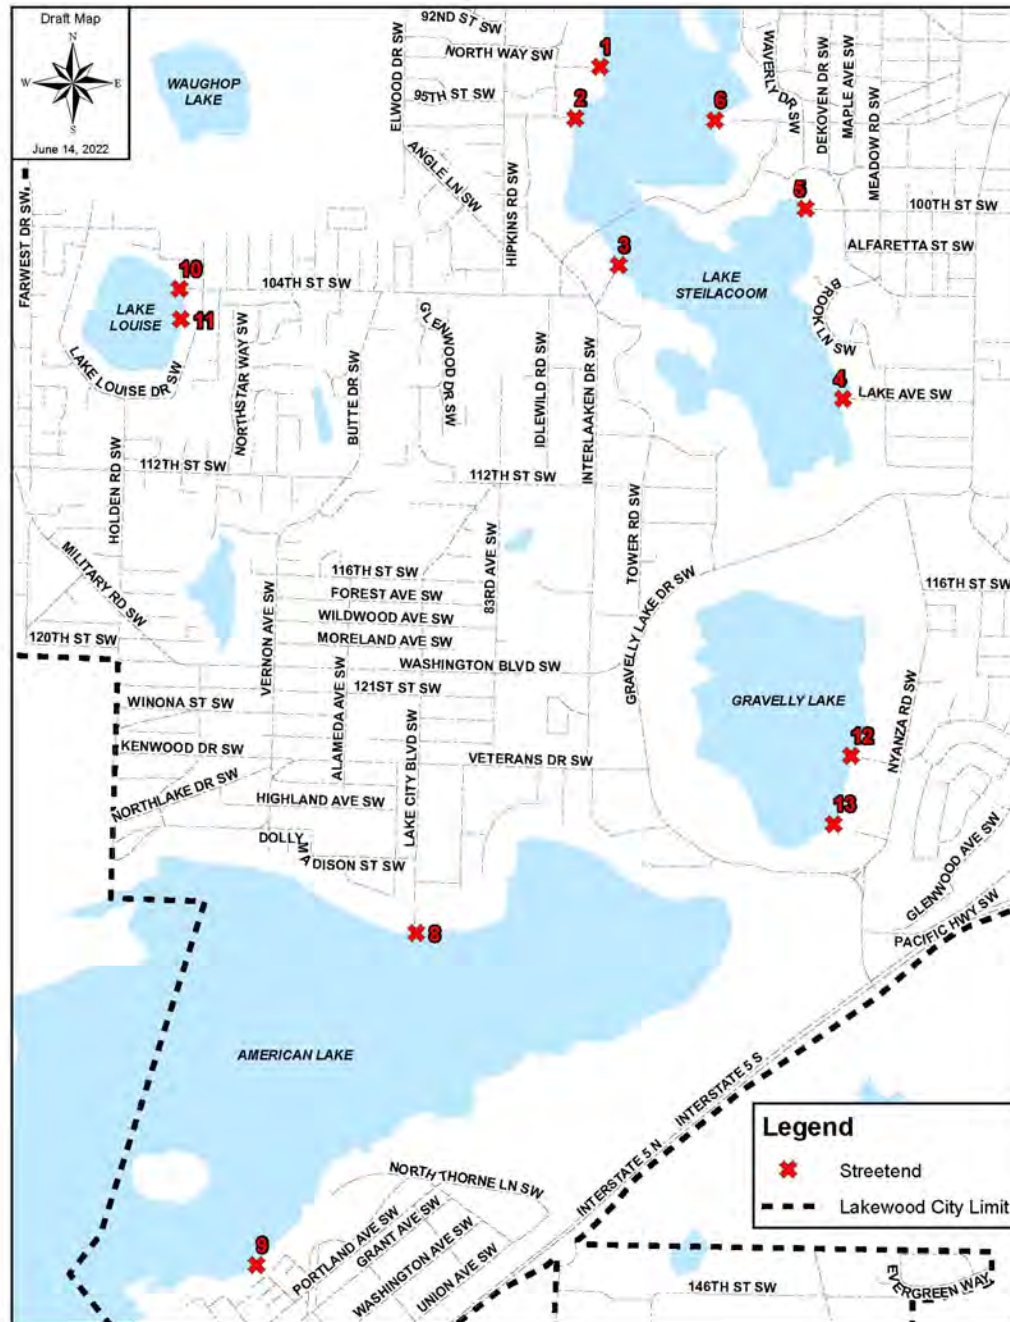 Draft Map
N
W
E
S
June 14, 2022
92ND ST SW
NORTH WAY SW
95TH ST SW
ELWOOD DR SW
ANGLE LN SW
HIPKINS RD SW
WAVERLY DR SW
DEKOVEN DR SW
MAPLE AVE SW
MEADOW RD SW
1
2
6
WAUGHOP
LAKE
5
100TH ST SW
ALFARETTA ST SW
3
LAKE
STEILACOOM
BROOK LN SW
4
LAKE AVE SW
FARWEST DR SW
10
104TH ST SW
LAKE
LOUISE
11
LAKE LOUISE DR SW
NORTHSTAR WAY SW
BUTTE DR SW
GLENWOOD DR SW
IDLEWILD RD SW
INTERLAAKEN DR SW
112TH ST SW
112TH ST SW
HOLDEN RD SW
MILITARY RD SW
TOWER RD SW
83RD AVE SW
GRAVELLY LAKE DR SW
116TH ST SW
116TH ST SW
FOREST AVE SW
WILDWOOD AVE SW
MORELAND AVE SW
120TH ST SW
VERNON AVE SW
WASHINGTON BLVD SW
121ST ST SW
WINONA ST SW
ALAMEDA AVE SW
LAKE CITY BLVD SW
GRAVELLY LAKE
NYANZA RD SW
12
KENWOOD DR SW
VETERANS DR SW
NORTHLAKE DR SW
HIGHLAND AVE SW
13
DOLLY MADISON ST SW
GLENWOOD AVE SW
PACIFIC HWY SW
8
AMERICAN LAKE
INTERSTATE 5 S
INTERSTATE 5 N
NORTH THORNE LN SW
PORTLAND AVE SW
GRANT AVE SW
WASHINGTON AVE SW
UNION AVE SW
9
Legend
Streetend
Lakewood City Limit
146TH ST SW
EVERGREEN WAY